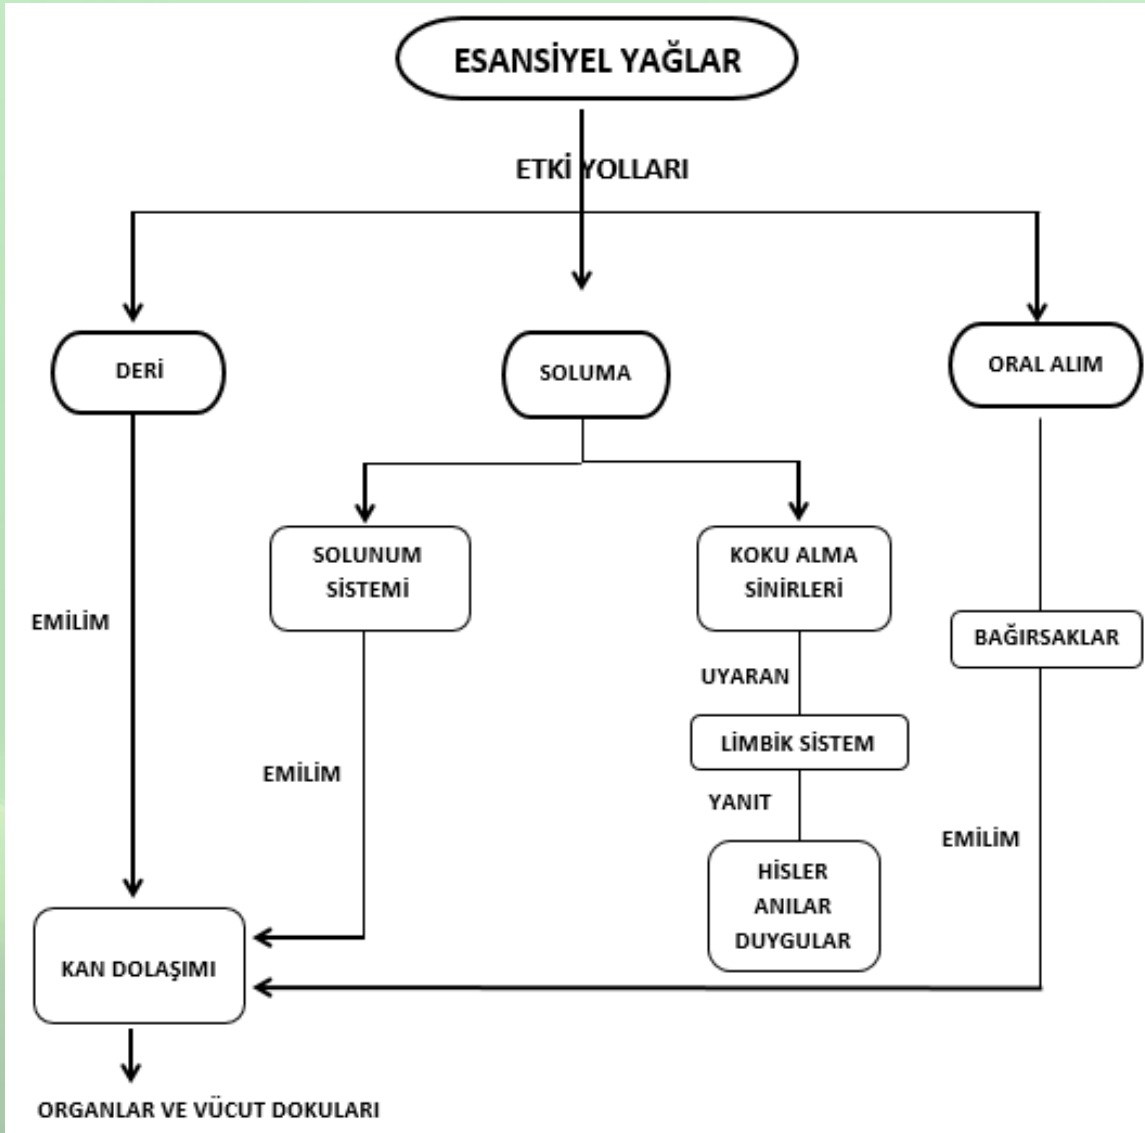 ESANSİYEL YAĞLAR
ETKİ YOLLARI
DERİ
SOLUMA
ORAL ALIM
SOLUNUM
SİSTEMİ
KOKU ALMA
SİNİRLERİ
EMİLİM
BAĞIRSAKLAR
UYARAN
LİMBİK SİSTEM
EMİLİM
YANIT
EMİLİM
HİSLER
ANILAR
DUYGULAR
KAN DOLAŞIMI
ORGANLAR VE VÜCUT DOKULARI